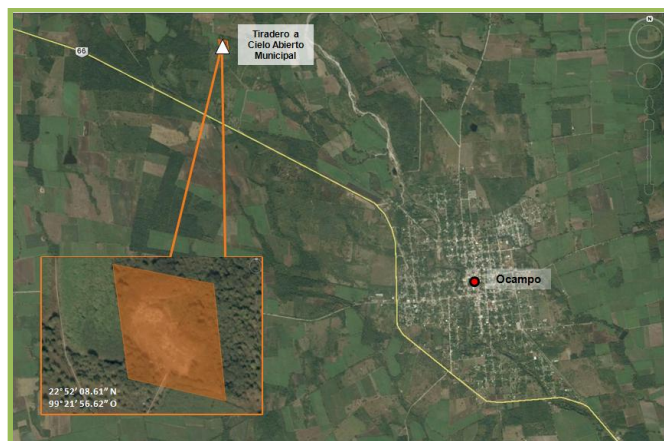 Tiradero a
Cielo Abierto
Municipal
66
N
Ocampo
22°52’08.61” N
99°21’56.62” O